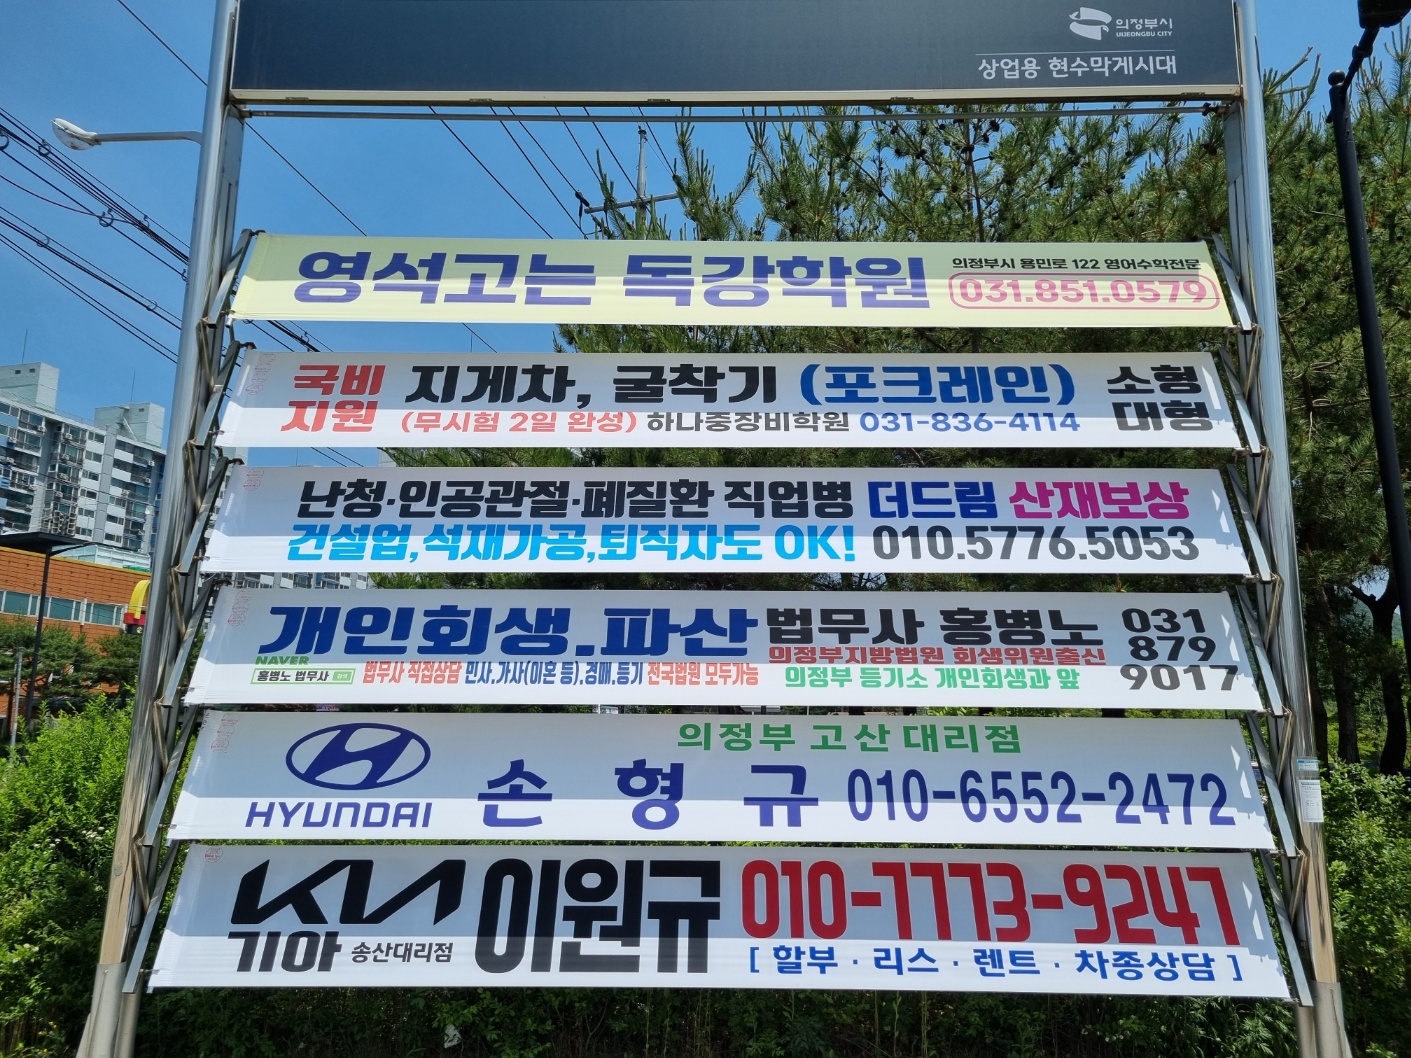 의정부시
UIJEONGBU CITY
상업용 현수막게시대
영석고는 독강학원
의정부시 용민로 122 영어수학전문
031.851.0579
국비
지원
지게차, 굴착기 (포크레인)
(무시험 2일 완성) 하나중장비학원 031-836-4114
소형
대형
난청·인공관절·폐질환 직업병 더드림 산재보상
건설업,석재가공,퇴직자도 OK! 010.5776.5053
개인회생.파산
NAVER
홍병노 법무사 검색
법무사 직접상담 민사.가사(이혼 등).경매.등기 전국법원 모두가능
법무사 홍병노
의정부지방법원 회생위원출신
의정부 등기소 개인회생과 앞
031
879
9017
HYUNDAI
의정부 고산 대리점
손 형 규 010-6552-2472
KIA
기아 송산대리점
이원규
010-7773-9247
[ 할부 · 리스 · 렌트 · 차종상담 ]